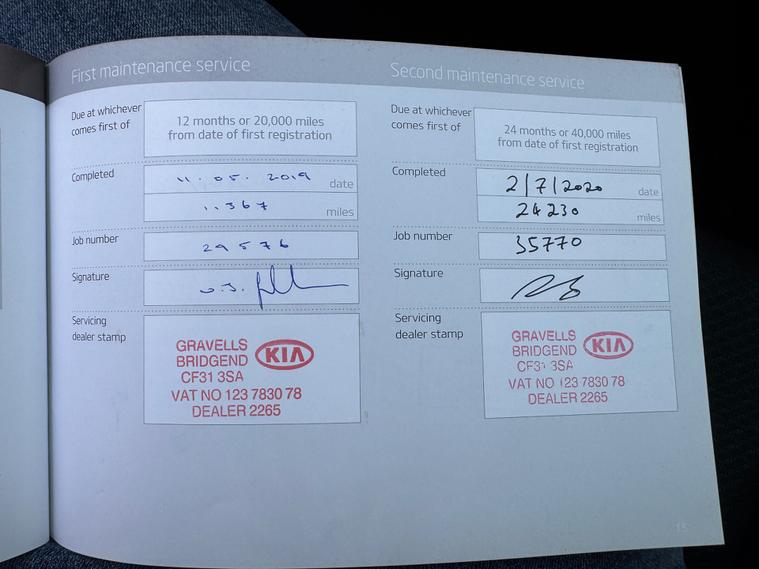 First maintenance service
Due at whichever
comes first of
12 months or 20,000 miles
from date of first registration
Completed
11.05.2019
date
11367
miles
Job number
29576
Signature
Servicing
dealer stamp
GRAVELLS
BRIDGEND
CF31 3SA
KIA
VAT NO 123 7830 78
DEALER 2265
Second maintenance service
Due at whichever
comes first of
24 months or 40,000 miles
from date of first registration
Completed
2/7/2020
date
24230
miles
Job number
35770
Signature
Servicing
dealer stamp
GRAVELLS
BRIDGEND
CF31 3SA
KIA
VAT NO 123 7830 78
DEALER 2265